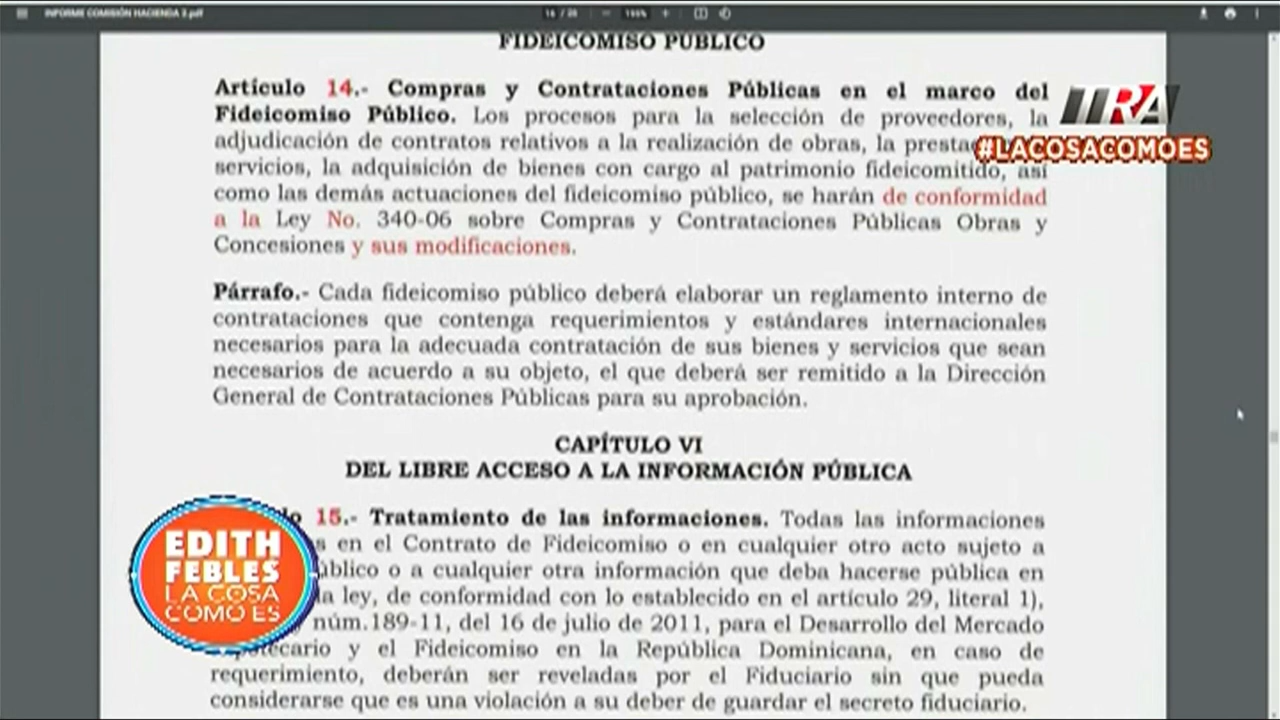 INFORME COMISIÓN HACIENDA 3.pdf
16 / 26
FIDEICOMISO PÚBLICO
Artículo 14.- Compras y Contrataciones Públicas en el marco del
Fideicomiso Público. Los procesos para la selección de proveedores, la
adjudicación de contratos relativos a la realización de obras, la
servicios, la adquisición de bienes con cargo al patrimonio fideicomitido, así
como las demás actuaciones del fideicomiso público, se harán de conformidad
a la Ley No. 340-06 sobre Compras y Contrataciones Públicas Obras y
Concesiones y sus modificaciones.
Párrafo.- Cada fideicomiso público deberá elaborar un reglamento interno de
contrataciones que contenga requerimientos y estándares internacionales
necesarios para la adecuada contratación de sus bienes y servicios que sean
necesarios de acuerdo a su objeto, el que deberá ser remitido a la Dirección
General de Contrataciones Públicas para su aprobación.
CAPÍTULO VI
DEL LIBRE ACCESO A LA INFORMACIÓN PÚBLICA
15.- Tratamiento de las informaciones. Todas las informaciones
en el Contrato de Fideicomiso o en cualquier otro acto sujeto a
o a cualquier otra información que deba hacerse pública en
la ley, de conformidad con lo establecido en el artículo 29, literal 1),
núm.189-11, del 16 de julio de 2011, para el Desarrollo del Mercado
y el Fideicomiso en la República Dominicana, en caso de
requerimiento, deberán ser reveladas por el Fiduciario sin que pueda
considerarse que es una violación a su deber de guardar el secreto fiduciario.
TRA
#LACOSACOMOES
EDITH
FEBLES
LA COSA
COMO ES